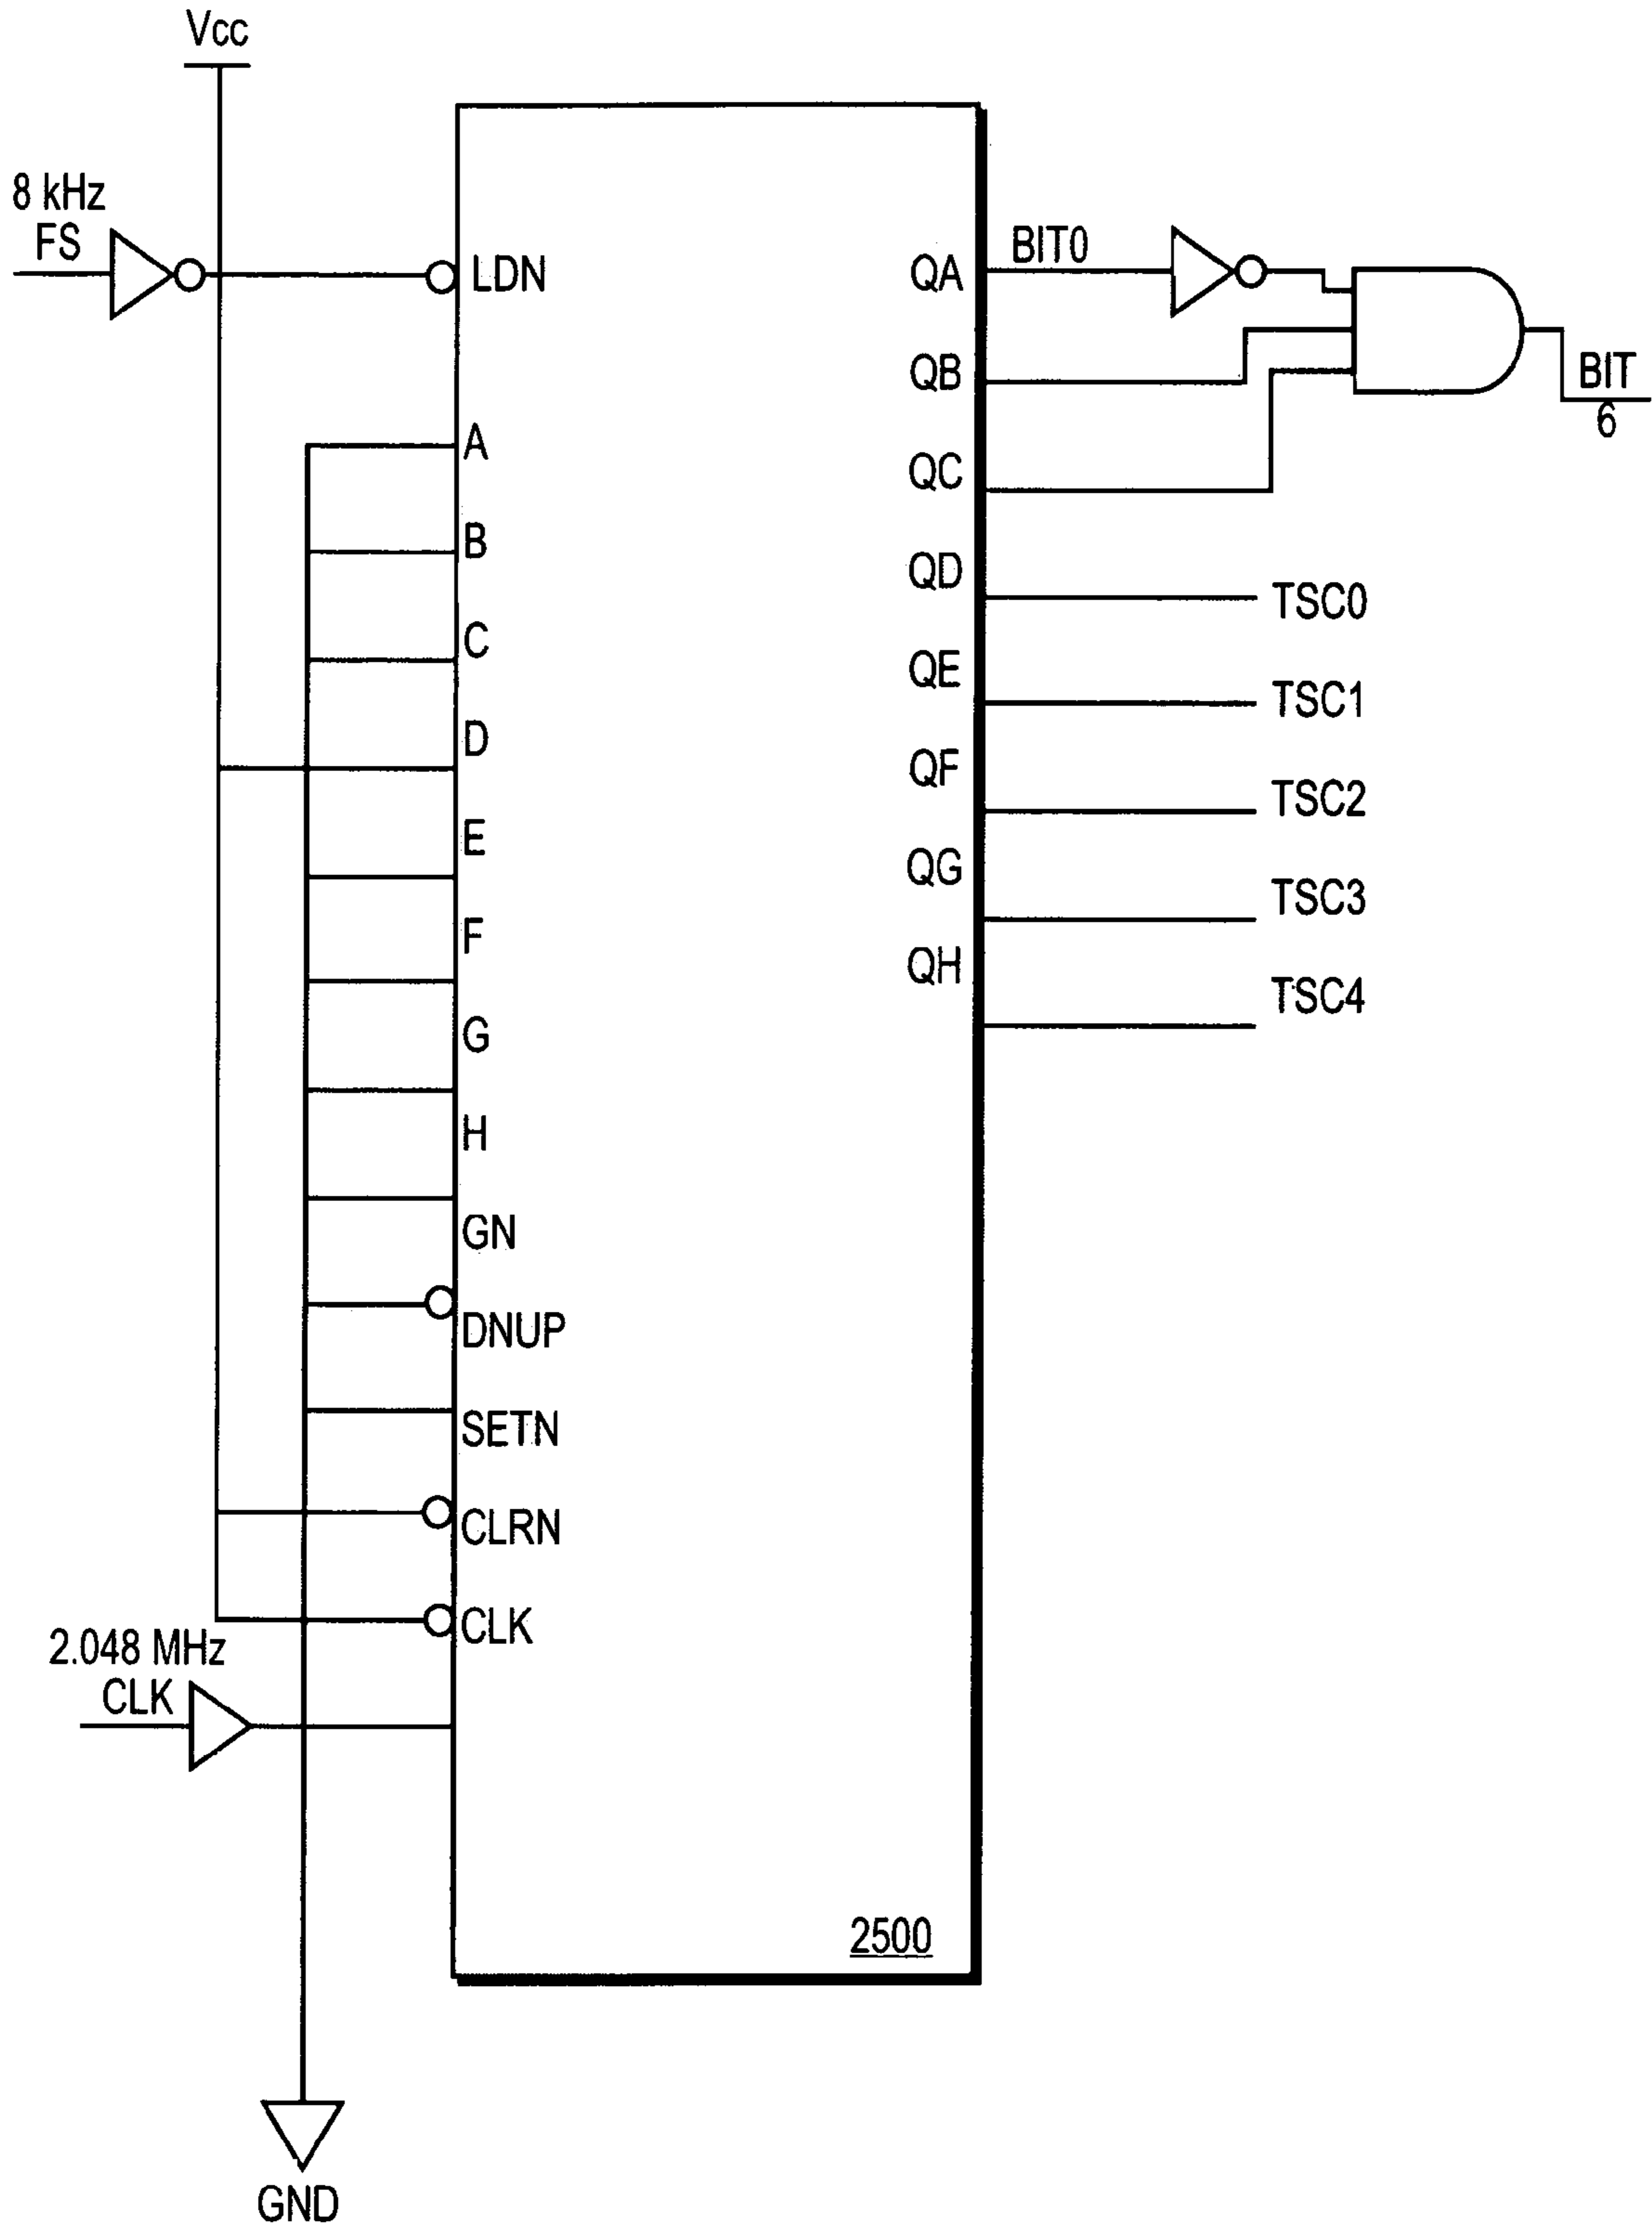 Vcc
8 kHz
FS
LDN
A
B
C
D
E
F
G
H
GN
DNUP
SETN
CLRN
CLK
2.048 MHz
CLK
GND
QA
QB
QC
QD
QE
QF
QG
QH
BIT0
BIT
6
TSC0
TSC1
TSC2
TSC3
TSC4
2500